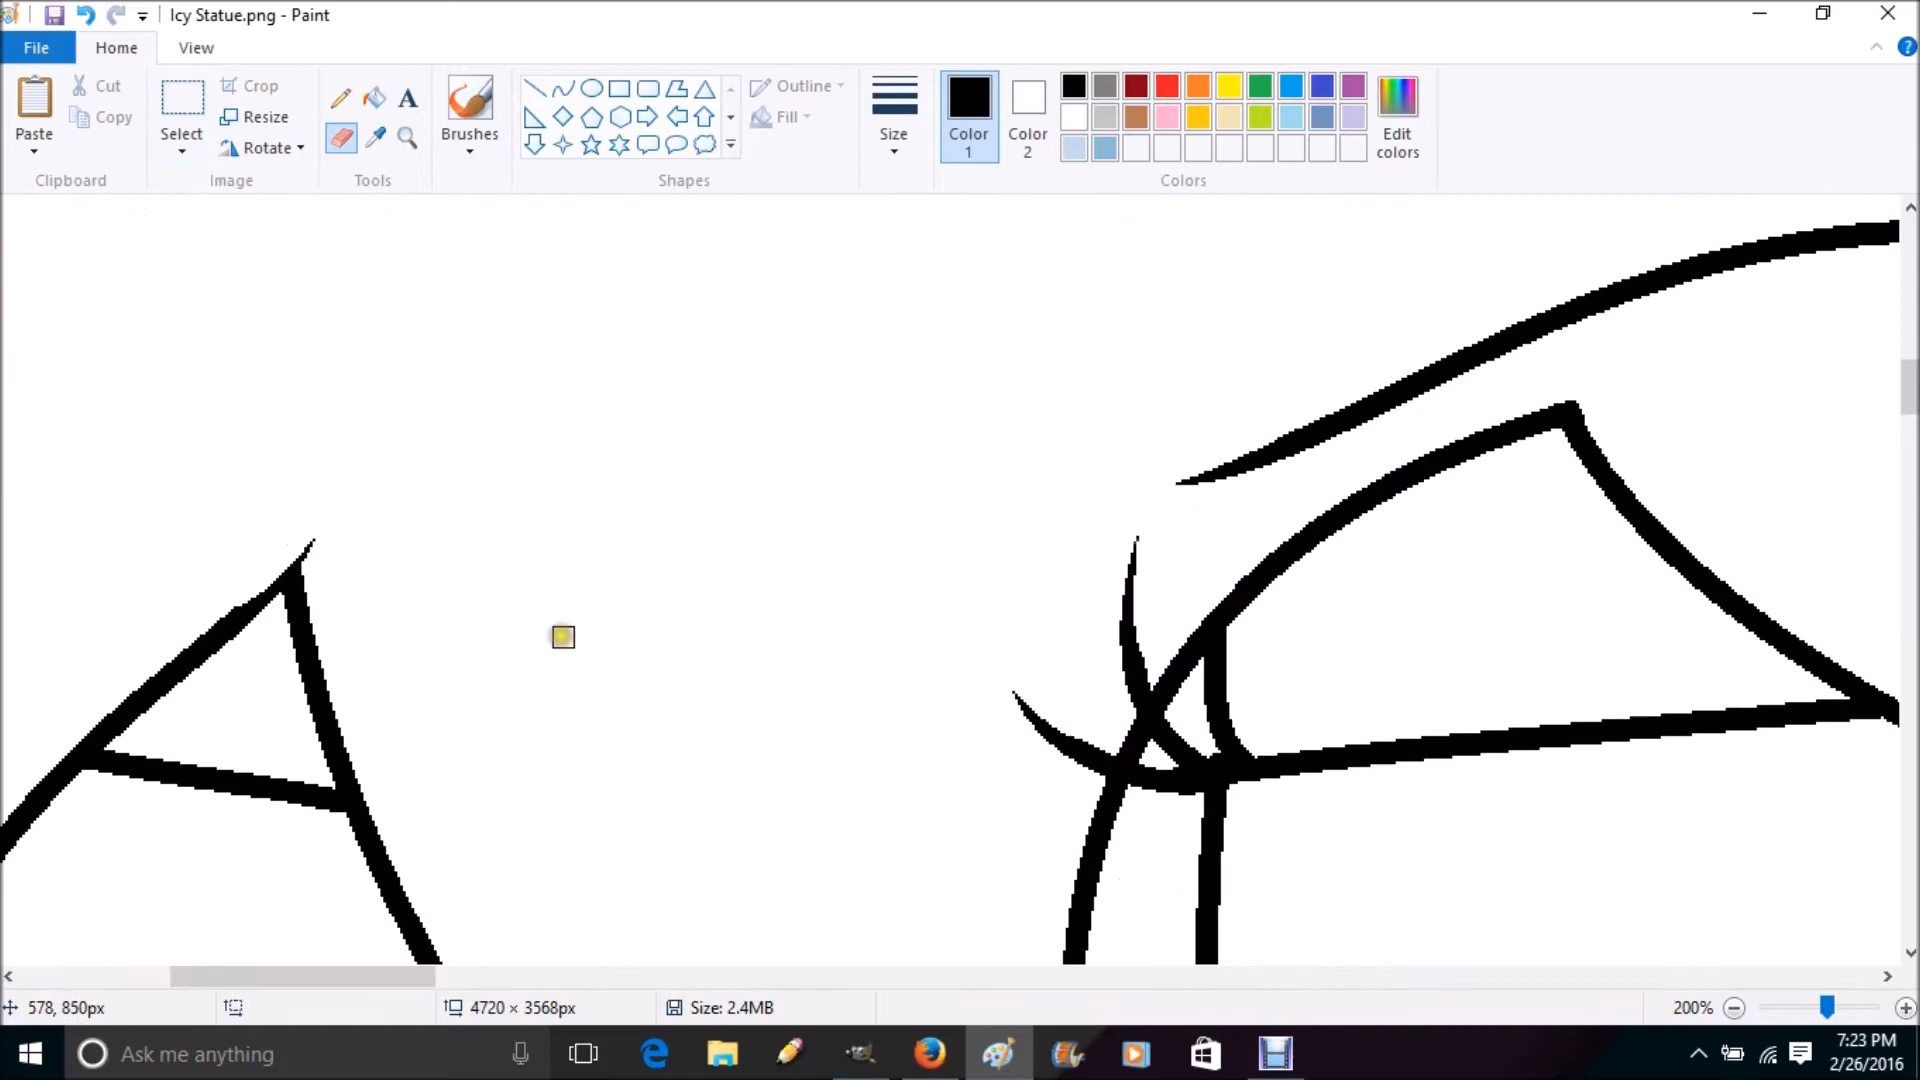 Icy Statue.png - Paint
File Home View
Paste
Cut
Copy
Clipboard
Select
Crop
Resize
Rotate
Image
A
Tools
Brushes
Shapes
Outline
Fill
Size
Color 1
Color 2
Edit colors
Colors
578, 850px
4720 × 3568px
Size: 2.4MB
200%
Ask me anything
7:23 PM
2/26/2016